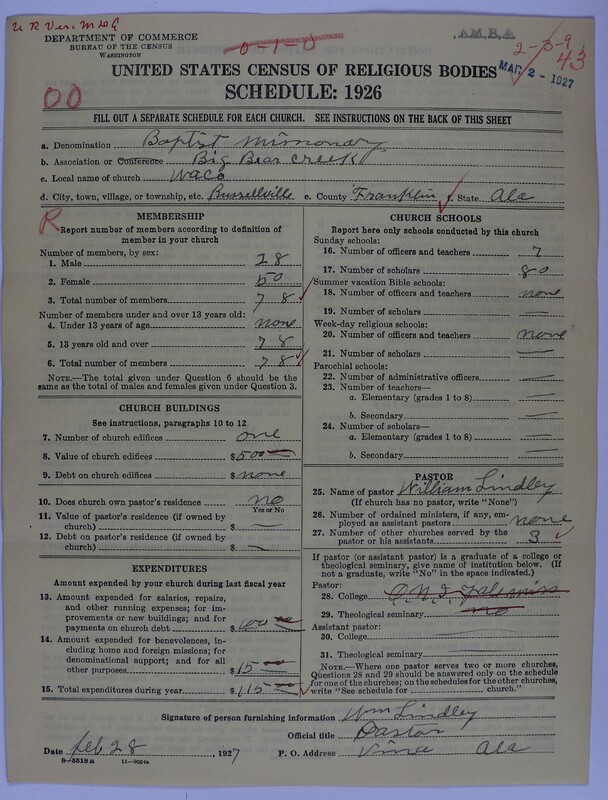 DEPARTMENT OF COMMERCE
BUREAU OF THE CENSUS
WASHINGTON
0-1-0
A.B.M.A.
2-3-9
43
MAR 2 - 1927
UNITED STATES CENSUS OF RELIGIOUS BODIES
SCHEDULE: 1926
00
FILL OUT A SEPARATE SCHEDULE FOR EACH CHURCH. SEE INSTRUCTIONS ON THE BACK OF THIS SHEET
a. Denomination Baptist Missionary
b. Association or Conference Big Bear Creek
c. Local name of church Waco
d. City, town, village, or township, etc. Russellville e. County Franklin f. State Ala
R
MEMBERSHIP
Report number of members according to definition of
member in your church
Number of members, by sex:
1. Male 28
2. Female 50
3. Total number of members 78
Number of members under and over 13 years old:
4. Under 13 years of age none
5. 13 years old and over 78
6. Total number of members 78
NOTE.—The total given under Question 6 should be the
same as the total of males and females given under Question 3.
CHURCH BUILDINGS
See instructions, paragraphs 10 to 12
7. Number of church edifices one
8. Value of church edifices $500
9. Debt on church edifices $none
10. Does church own pastor's residence no
Yes or No
11. Value of pastor's residence (if owned by
church) $ —
12. Debt on pastor's residence (if owned by
church) $ —
EXPENDITURES
Amount expended by your church during last fiscal year
13. Amount expended for salaries, repairs,
and other running expenses; for im-
provements or new buildings; and for
payments on church debt $100
14. Amount expended for benevolences, in-
cluding home and foreign missions; for
denominational support; and for all
other purposes $15
15. Total expenditures during year $115
CHURCH SCHOOLS
Report here only schools conducted by this church
Sunday schools:
16. Number of officers and teachers 7
17. Number of scholars 80
Summer vacation Bible schools:
18. Number of officers and teachers none
19. Number of scholars —
Week-day religious schools:
20. Number of officers and teachers none
21. Number of scholars —
Parochial schools:
22. Number of administrative officers —
23. Number of teachers—
a. Elementary (grades 1 to 8) —
b. Secondary —
24. Number of scholars—
a. Elementary (grades 1 to 8) —
b. Secondary —
PASTOR
25. Name of pastor William Lindley
(If church has no pastor, write "None")
26. Number of ordained ministers, if any, em-
ployed as assistant pastors none
27. Number of other churches served by the
pastor or his assistants 3
If pastor (or assistant pastor) is a graduate of a college or
theological seminary, give name of institution below. (If
not a graduate, write "No" in the space indicated.)
Pastor:
28. College
29. Theological seminary no
Assistant pastor:
30. College
31. Theological seminary
NOTE.—Where one pastor serves two or more churches,
Questions 28 and 29 should be answered only on the schedule
for one of the churches; on the schedules for the other churches,
write "See schedule for church."
Signature of person furnishing information Wm Lindley
Official title Pastor
Date Feb 28, 1927 P. O. Address Vina Ala
8-5518a 11-9054a